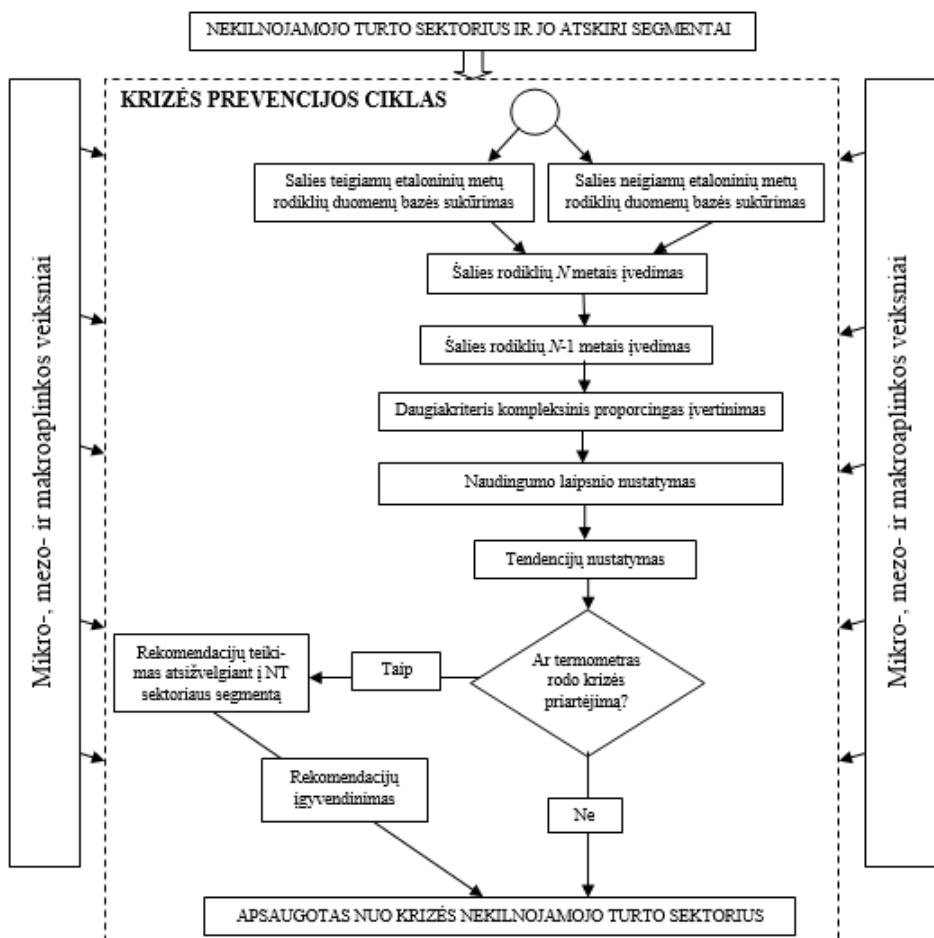 NEKILNOJAMOJO TURTO SEKTORIUS IR JO ATSKIRI SEGMENTAI
KRIZĖS PREVENCIJOS CIKLAS
Mikro-, mezo- ir makroaplinkos veiksniai
Salies teigiamų etaloninių metų
rodiklių duomenų bazės sukūrimas
Salies neigiamų etaloninių metų
rodiklių duomenų bazės sukūrimas
Šalies rodiklių N metais įvedimas
Šalies rodiklių N-1 metais įvedimas
Daugiakriteris kompleksinis proporcingas įvertinimas
Naudingumo laipsnio nustatymas
Tendencijų nustatymas
Ar termometras
rodo krizės
priartėjimą?
Taip
Rekomendacijų teiki-
mas atsižvelgiant į NT
sektoriaus segmentą
Rekomendacijų
įgyvendinimas
Ne
APSAUGOTAS NUO KRIZĖS NEKILNOJAMOJO TURTO SEKTORIUS
Mikro-, mezo- ir makroaplinkos veiksniai